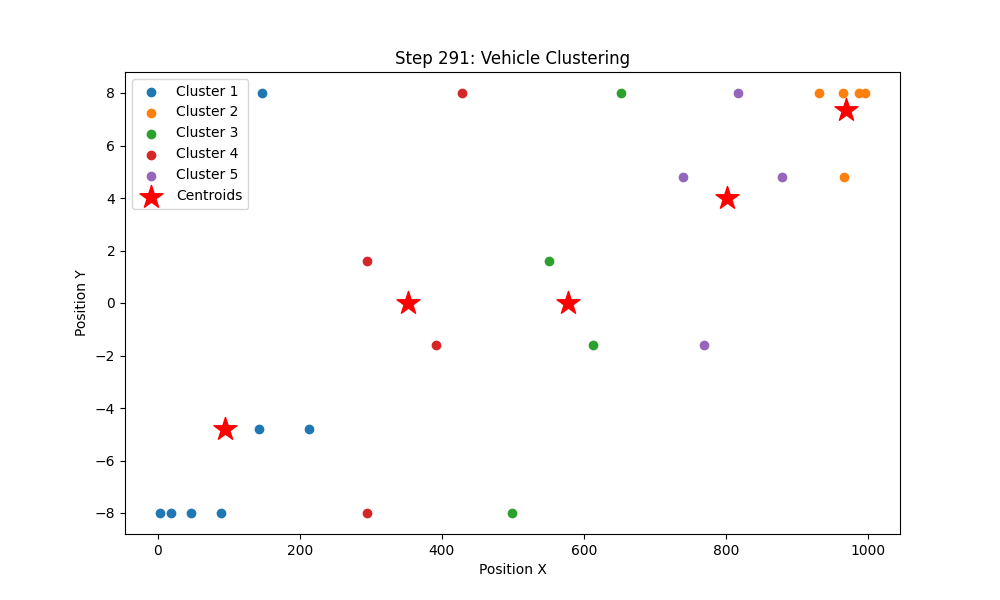 Step 291: Vehicle Clustering
Cluster 1
Cluster 2
Cluster 3
Cluster 4
Cluster 5
Centroids
8
6
4
2
0
−2
−4
−6
−8
Position Y
0
200
400
600
800
1000
Position X